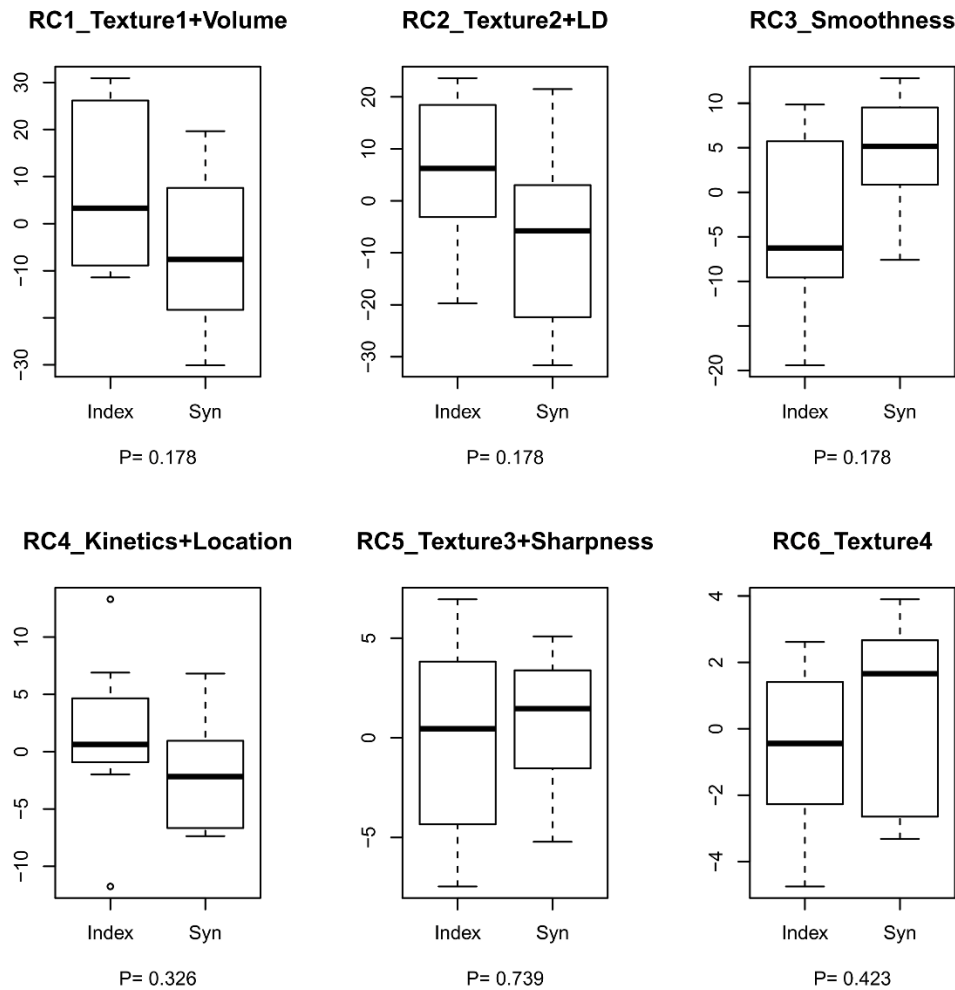 RC1_Texture1+Volume RC2_Texture2+LD RC3_Smoothness
30
20
10
0
−10
−30
Index Syn
P= 0.178
20
10
0
−10
−20
−30
Index Syn
P= 0.178
10
5
0
−5
−10
−20
Index Syn
P= 0.178
RC4_Kinetics+Location RC5_Texture3+Sharpness RC6_Texture4
10
5
0
−5
−10
Index Syn
P= 0.326
5
0
−5
Index Syn
P= 0.739
4
2
0
−2
−4
Index Syn
P= 0.423